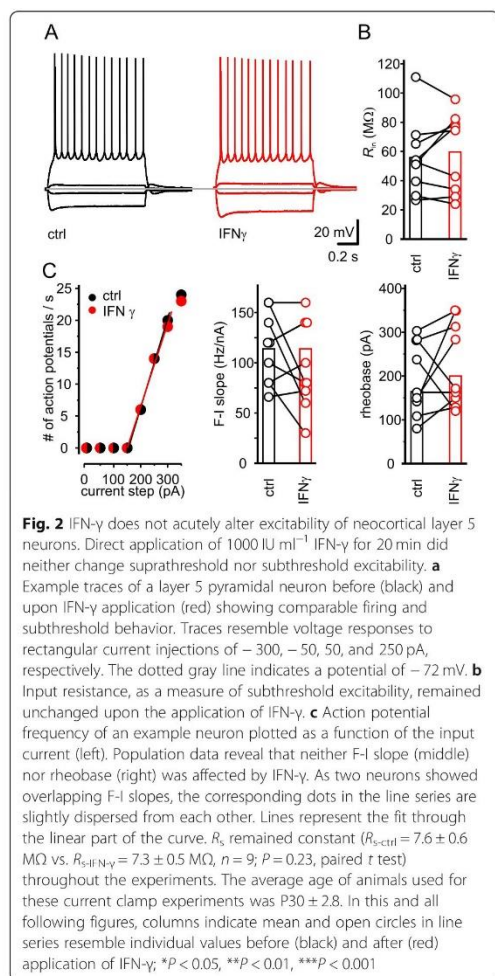 A
B
ctrl
IFNγ
20 mV
0.2 s
Rin (MΩ)
120
100
80
60
40
20
0
ctrl
IFNγ
C
# of action potentials / s
25
20
15
10
5
0
ctrl
IFN γ
0
100
200
300
current step (pA)
F-I slope (Hz/nA)
150
100
50
0
ctrl
IFNγ
rheobase (pA)
400
300
200
100
0
ctrl
IFNγ
Fig. 2 IFN-γ does not acutely alter excitability of neocortical layer 5
neurons. Direct application of 1000 IU ml⁻¹ IFN-γ for 20 min did
neither change suprathreshold nor subthreshold excitability. a
Example traces of a layer 5 pyramidal neuron before (black) and
upon IFN-γ application (red) showing comparable firing and
subthreshold behavior. Traces resemble voltage responses to
rectangular current injections of − 300, − 50, 50, and 250 pA,
respectively. The dotted gray line indicates a potential of − 72 mV. b
Input resistance, as a measure of subthreshold excitability, remained
unchanged upon the application of IFN-γ. c Action potential
frequency of an example neuron plotted as a function of the input
current (left). Population data reveal that neither F-I slope (middle)
nor rheobase (right) was affected by IFN-γ. As two neurons showed
overlapping F-I slopes, the corresponding dots in the line series are
slightly dispersed from each other. Lines represent the fit through
the linear part of the curve. Rs remained constant (Rs-ctrl = 7.6 ± 0.6
MΩ vs. Rs-IFN-γ = 7.3 ± 0.5 MΩ, n = 9; P = 0.23, paired t test)
throughout the experiments. The average age of animals used for
these current clamp experiments was P30 ± 2.8. In this and all
following figures, columns indicate mean and open circles in line
series resemble individual values before (black) and after (red)
application of IFN-γ; *P < 0.05, **P < 0.01, ***P < 0.001